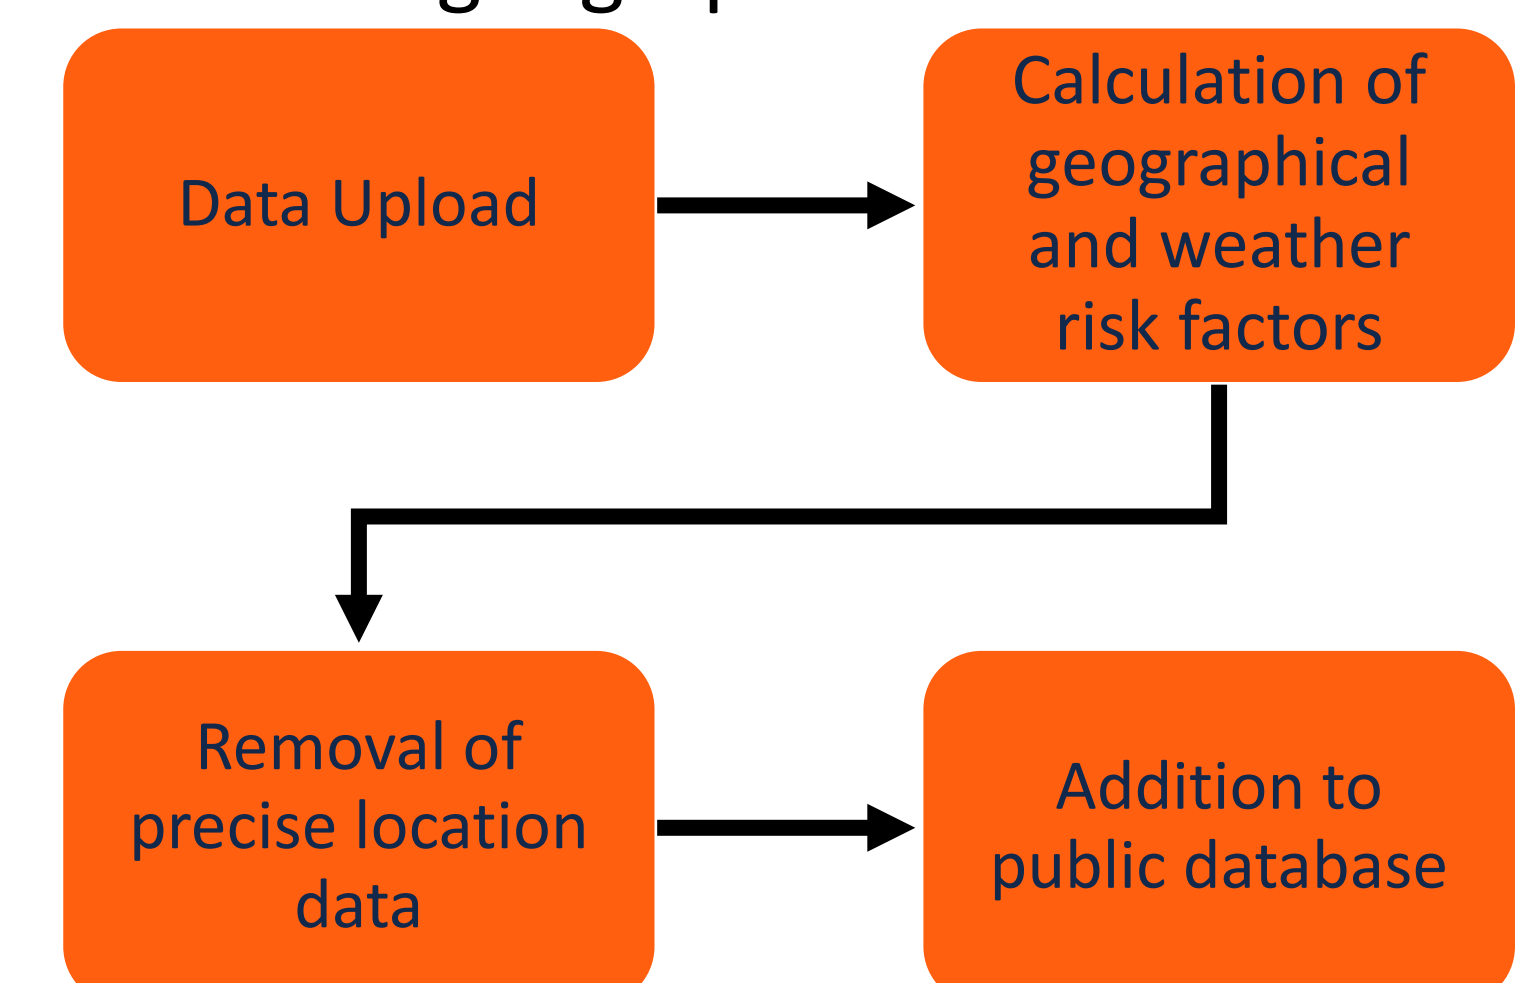 Data Upload
Calculation of
geographical
and weather
risk factors
Removal of
precise location
data
Addition to
public database